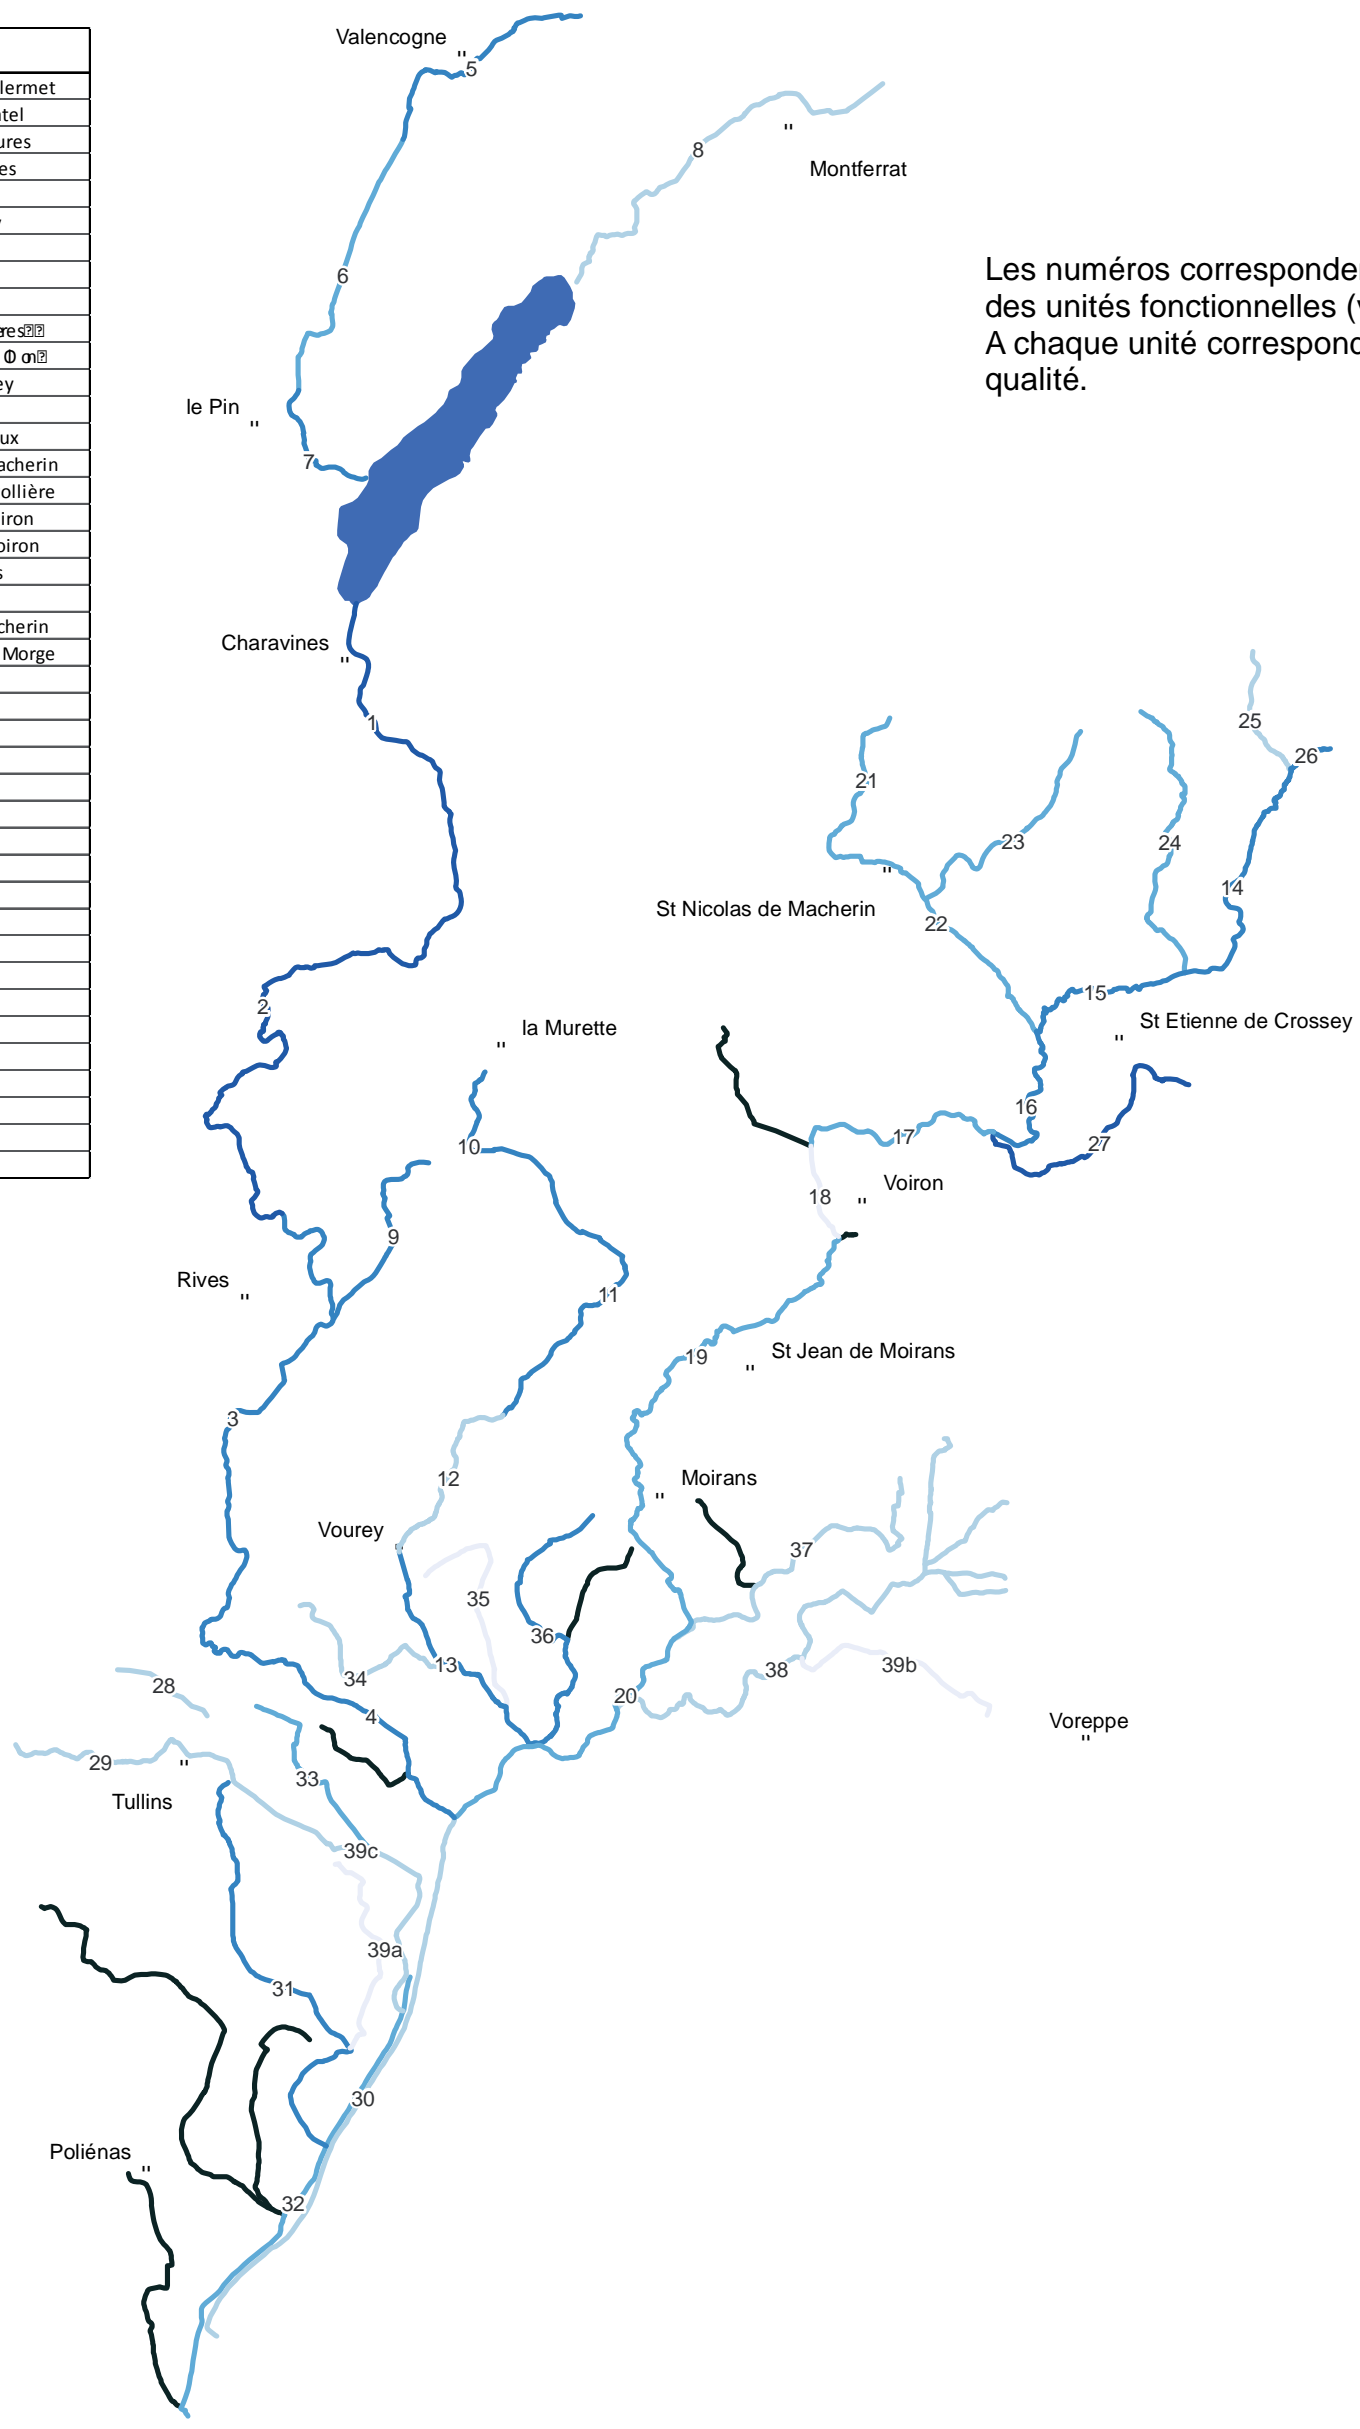 Valencogne
5
lermet
ntel
ures
es
8
Montferrat
Les numéros corresponde
des unités fonctionnelles (
A chaque unité correspond
qualité.
6
ey
le Pin
ux
acherin
7
ollière
iron
oiron
s
cherin
Morge
Charavines
1
25
26
21
23
24
14
St Nicolas de Macherin
22
15
2
la Murette
St Etienne de Crossey
16
10
17
27
Voiron
18
9
Rives
11
St Jean de Moirans
19
3
12
Moirans
Vourey
37
35
36
13
34
39b
38
28
20
4
Voreppe
29
33
Tullins
39c
39a
31
30
Poliénas
32